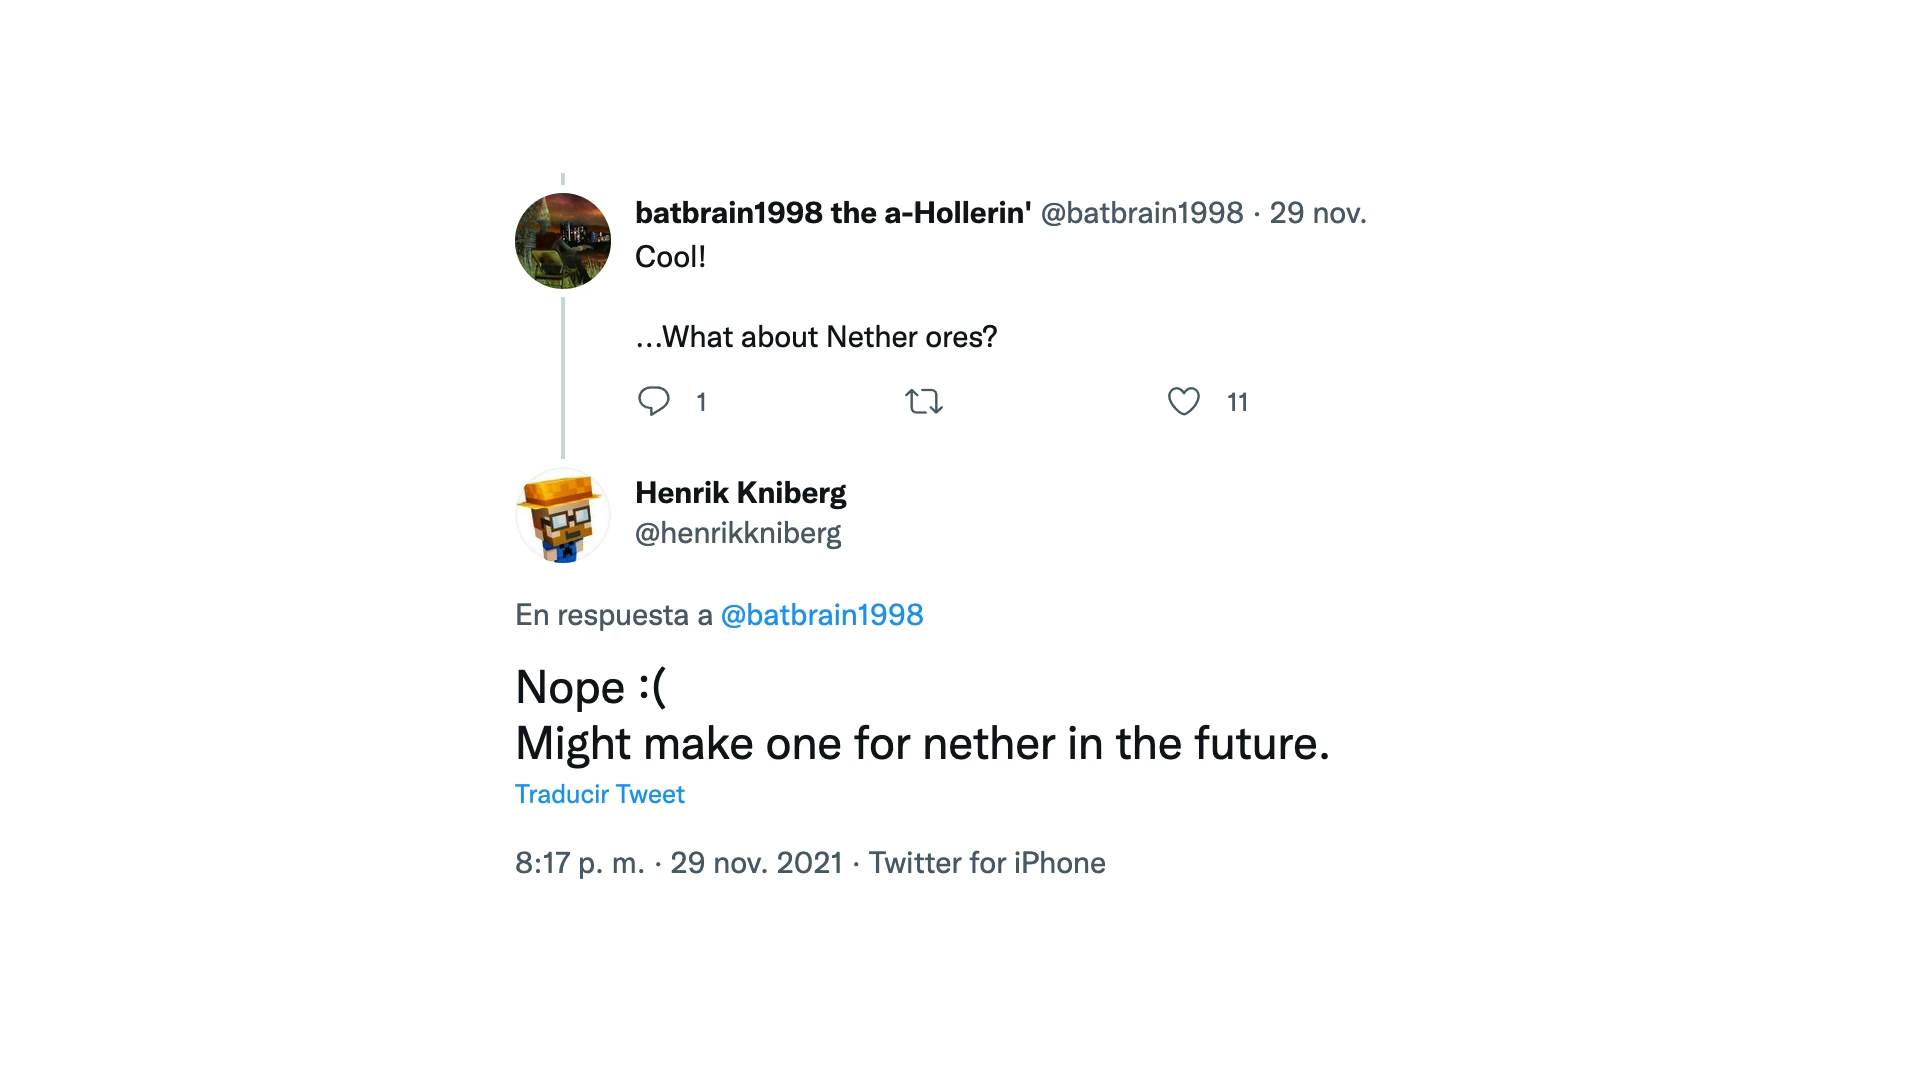 batbrain1998 the a-Hollerin' @batbrain1998 · 29 nov.
Cool!
...What about Nether ores?
1 11
Henrik Kniberg
@henrikkniberg
En respuesta a @batbrain1998
Nope :(
Might make one for nether in the future.
Traducir Tweet
8:17 p. m. · 29 nov. 2021 · Twitter for iPhone